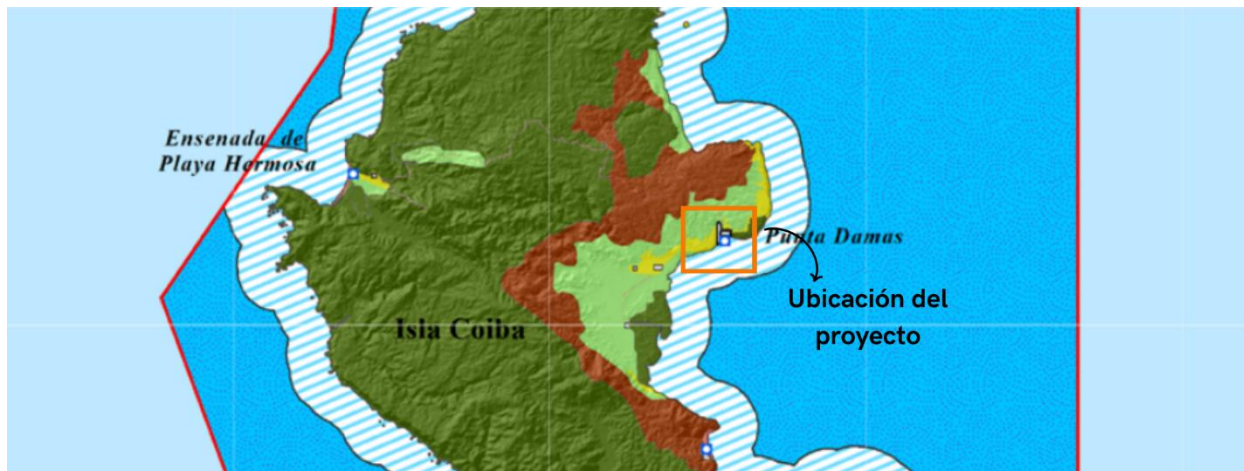 Ensenada de
Playa Hermosa
Punta Damas
Ubicación del
proyecto
Isla Coiba